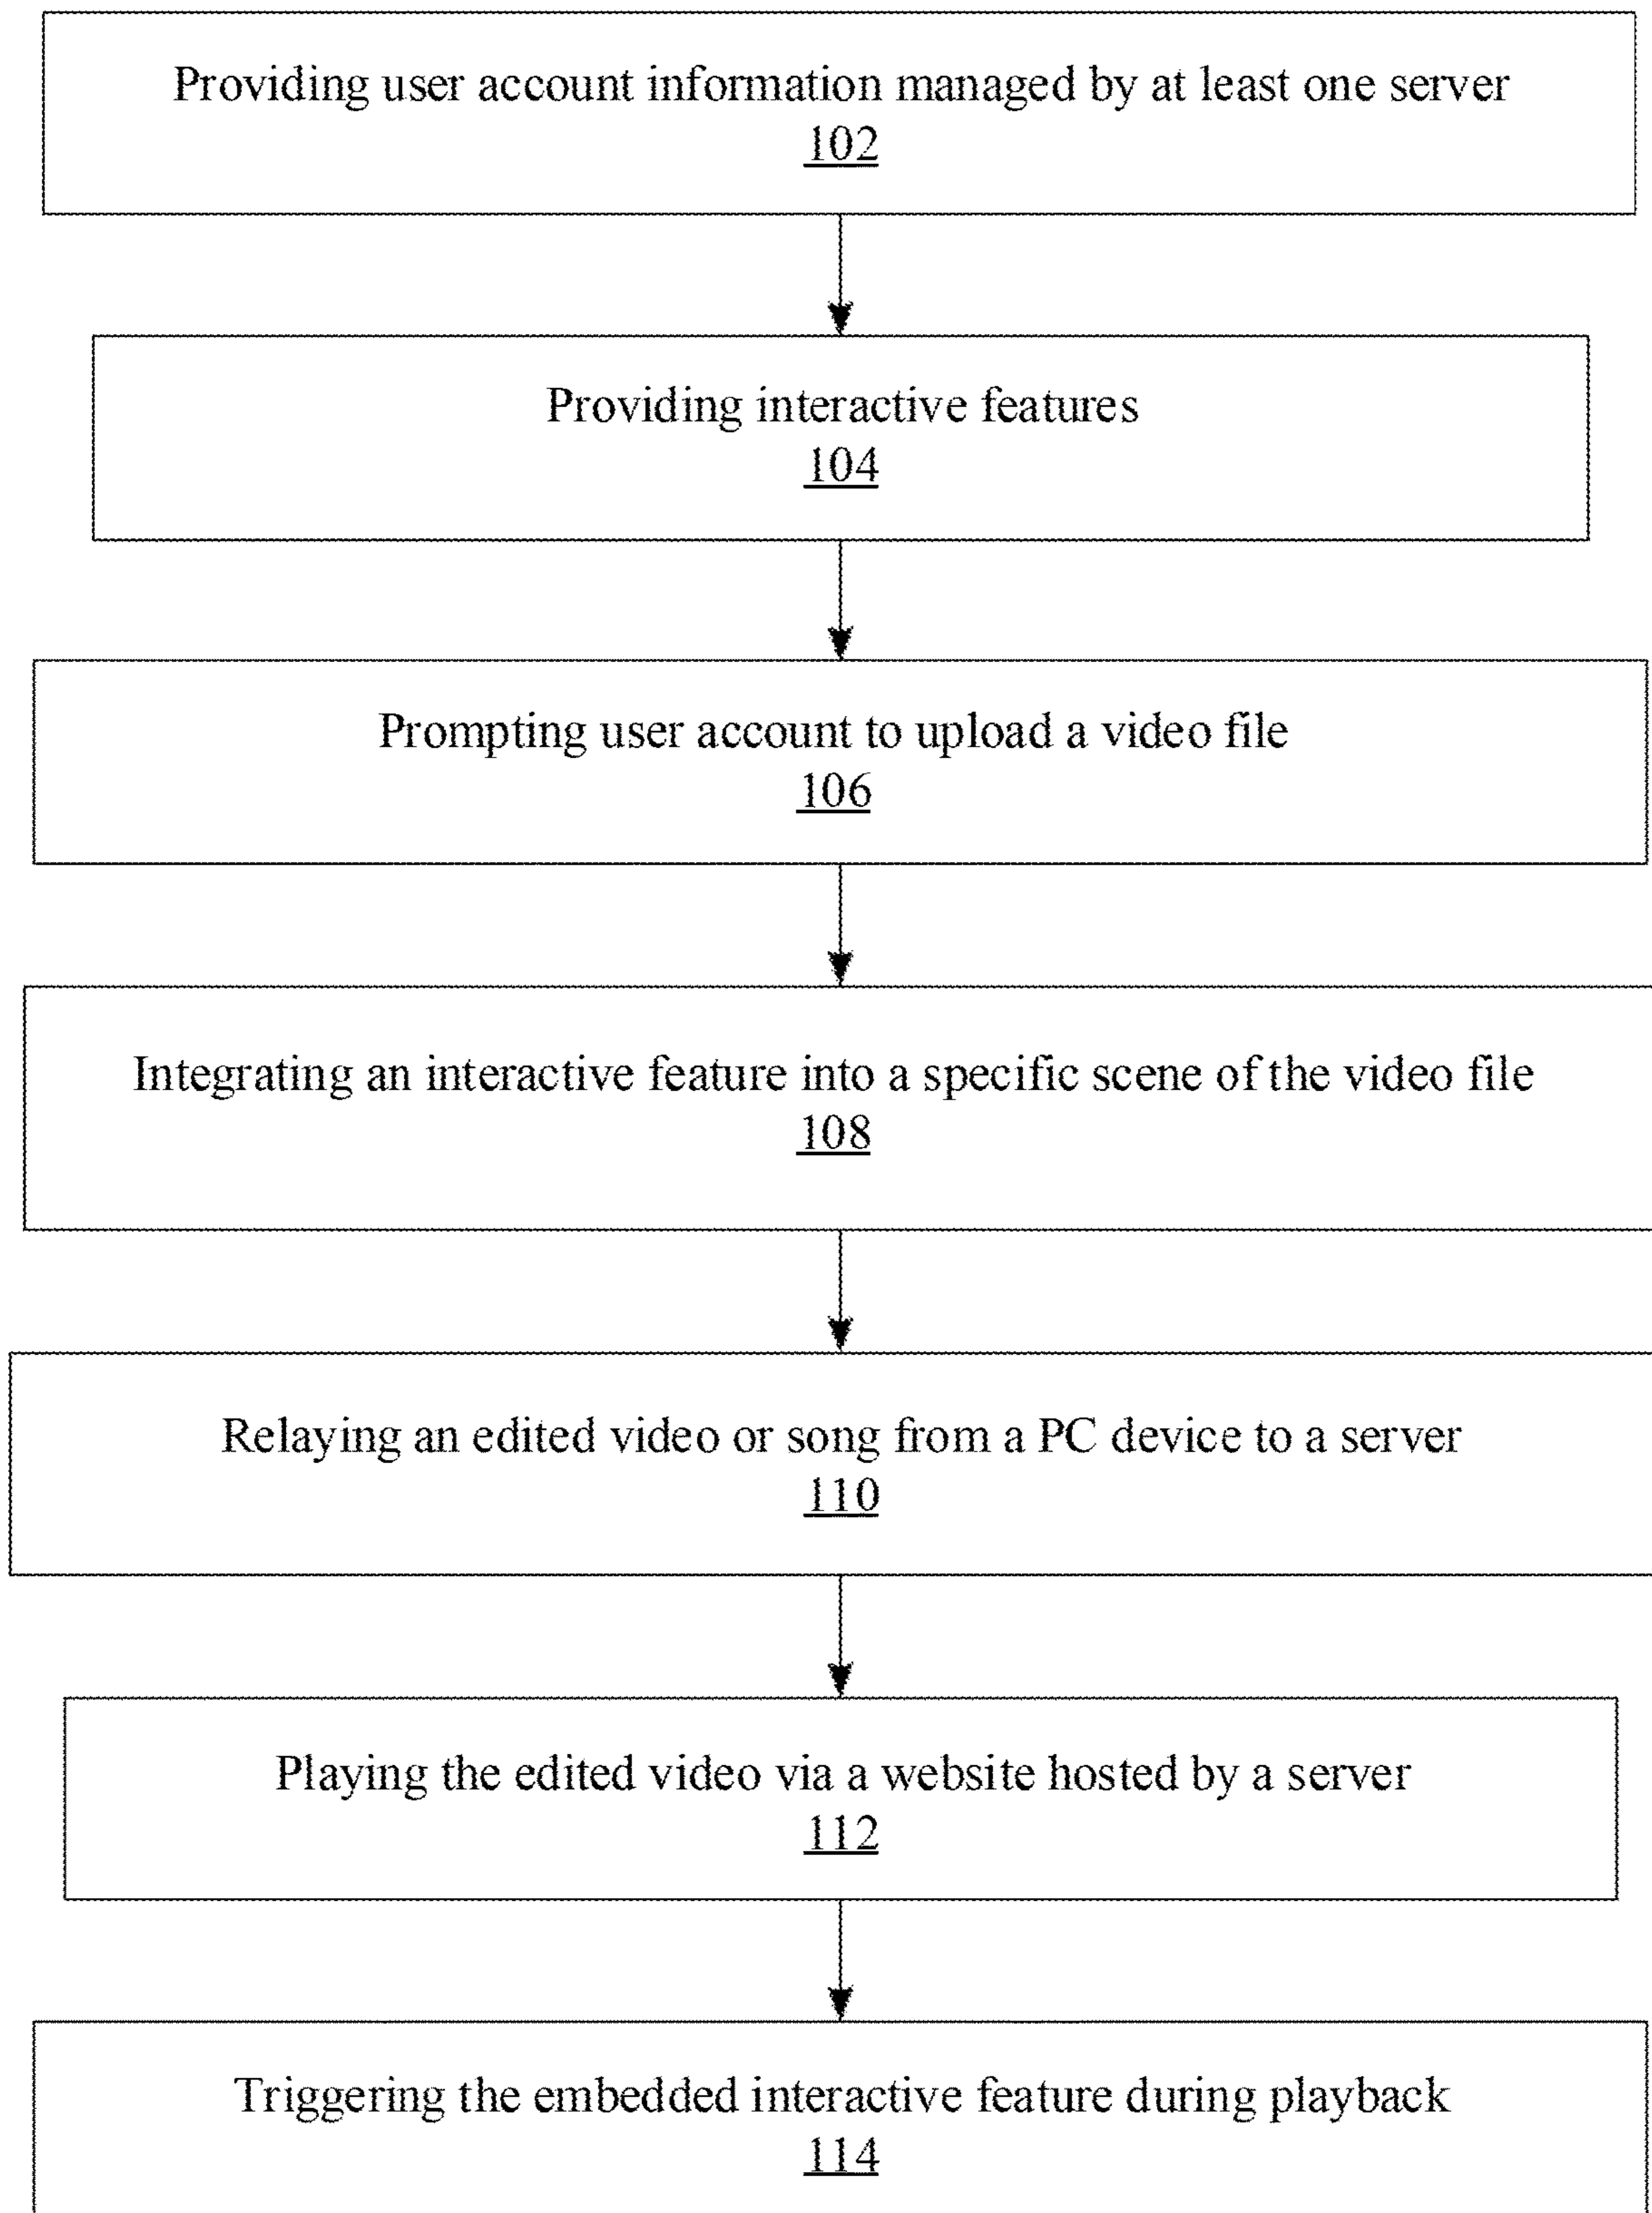 Providing user account information managed by at least one server
102
Providing interactive features
104
Prompting user account to upload a video file
106
Integrating an interactive feature into a specific scene of the video file
108
Relaying an edited video or song from a PC device to a server
110
Playing the edited video via a website hosted by a server
112
Triggering the embedded interactive feature during playback
114